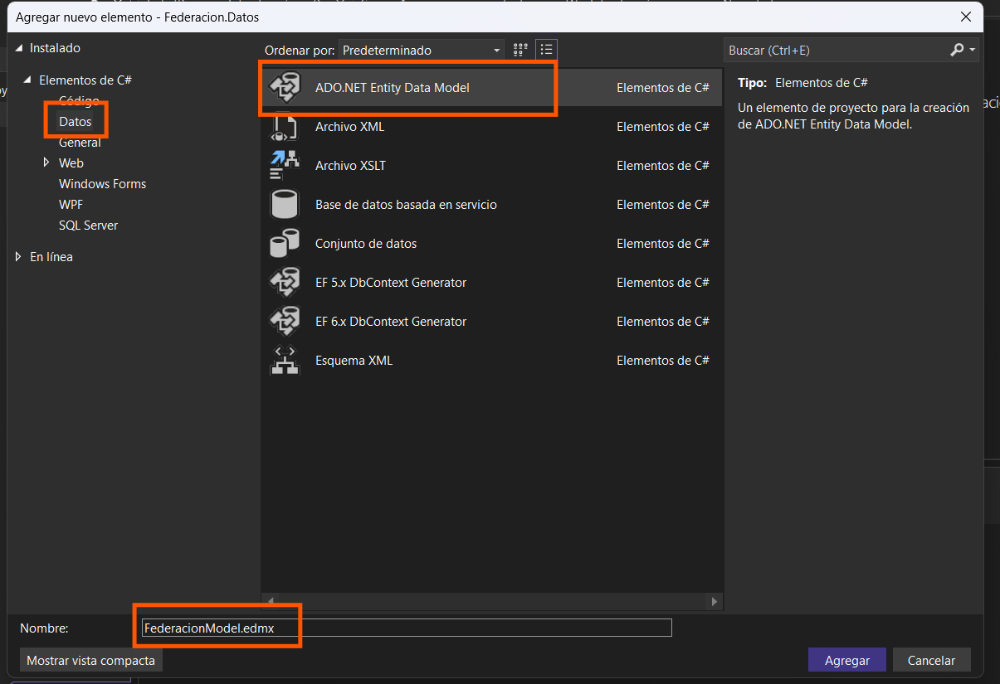 Agregar nuevo elemento - Federacion.Datos
Instalado
Elementos de C#
Código
Datos
General
Web
Windows Forms
WPF
SQL Server
En línea
Ordenar por: Predeterminado
ADO.NET Entity Data Model Elementos de C#
Archivo XML Elementos de C#
Archivo XSLT Elementos de C#
Base de datos basada en servicio Elementos de C#
Conjunto de datos Elementos de C#
EF 5.x DbContext Generator Elementos de C#
EF 6.x DbContext Generator Elementos de C#
Esquema XML Elementos de C#
Buscar (Ctrl+E)
Tipo: Elementos de C#
Un elemento de proyecto para la creación
de ADO.NET Entity Data Model.
Nombre: FederacionModel.edmx
Mostrar vista compacta
Agregar Cancelar